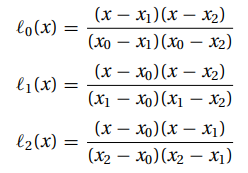 ℓ₀(x) = (x − x₁)(x − x₂) / (x₀ − x₁)(x₀ − x₂)
ℓ₁(x) = (x − x₀)(x − x₂) / (x₁ − x₀)(x₁ − x₂)
ℓ₂(x) = (x − x₀)(x − x₁) / (x₂ − x₀)(x₂ − x₁)